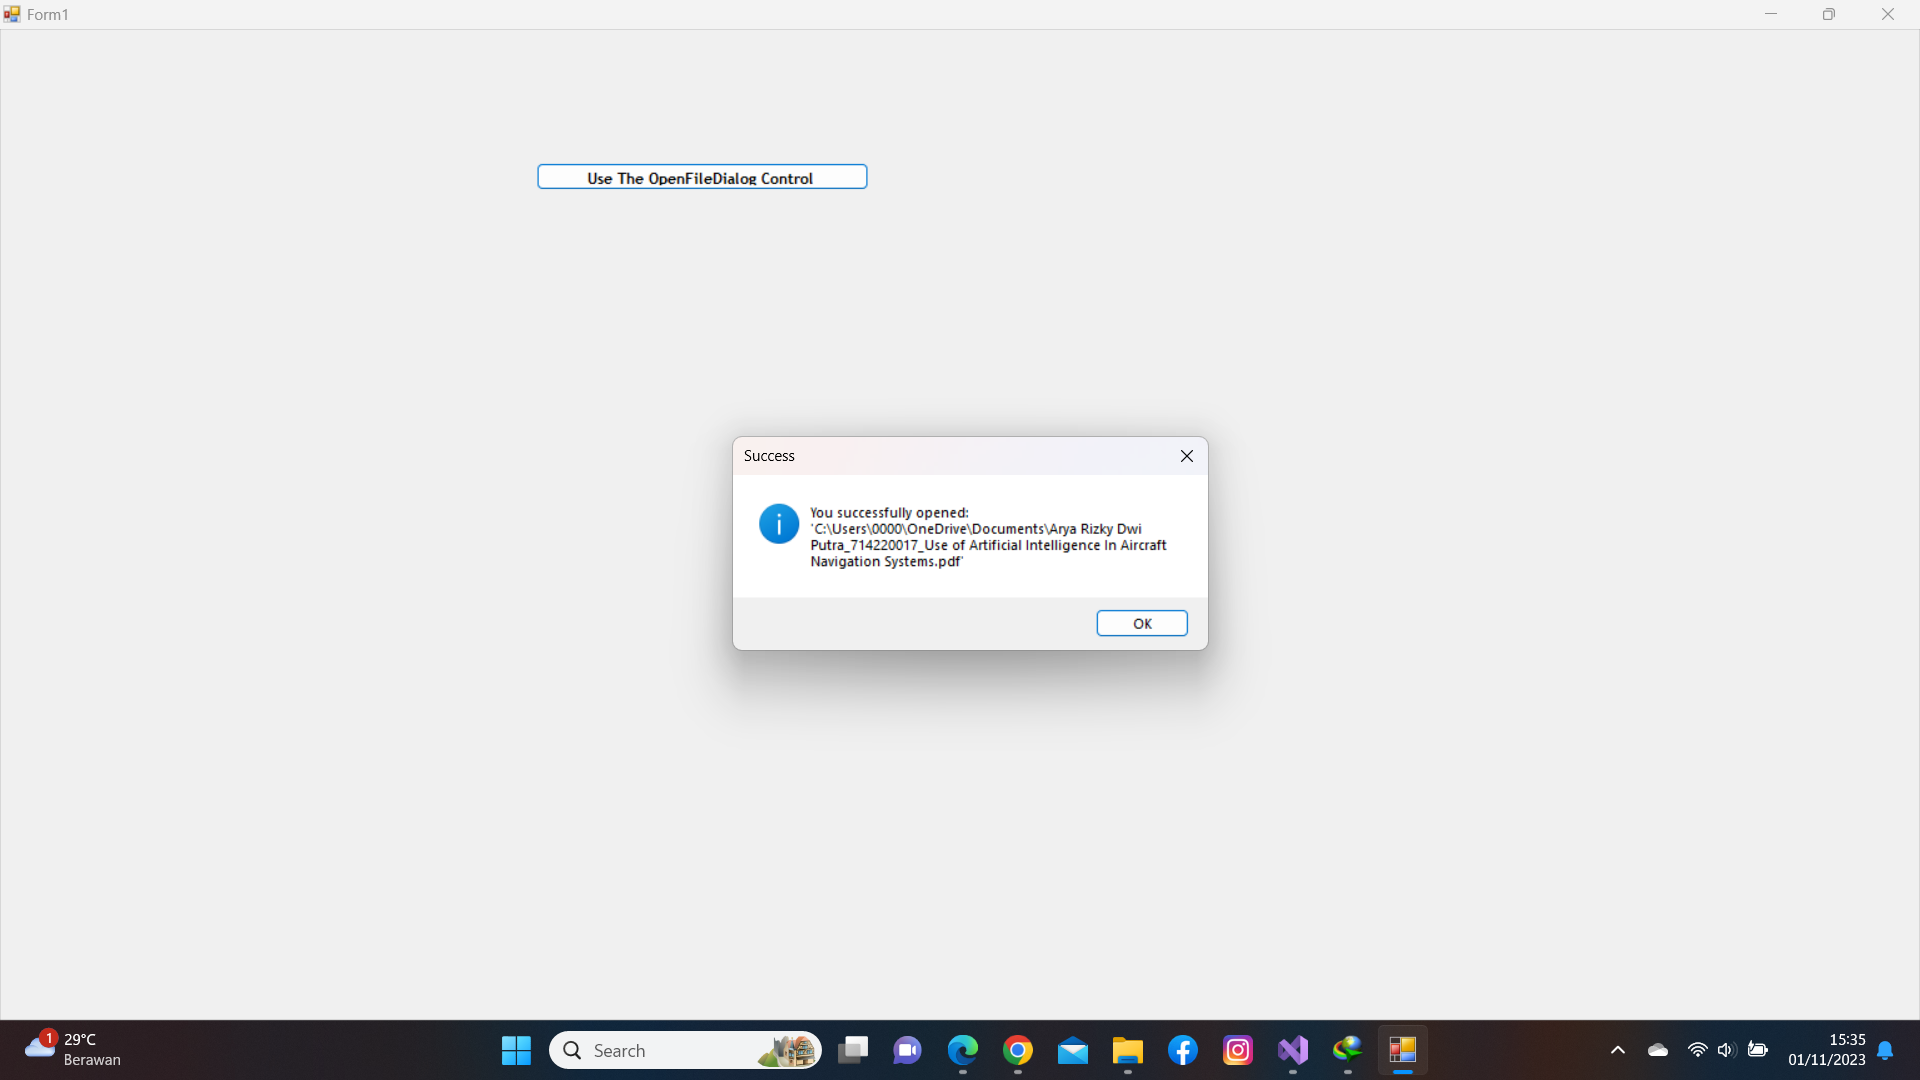 Form1
Use The OpenFileDialog Control
Success
You successfully opened:
'C:\Users\0000\OneDrive\Documents\Arya Rizky Dwi
Putra_714220017_Use of Artificial Intelligence In Aircraft
Navigation Systems.pdf'
OK
1
29°C
Berawan
Search
15:35
01/11/2023